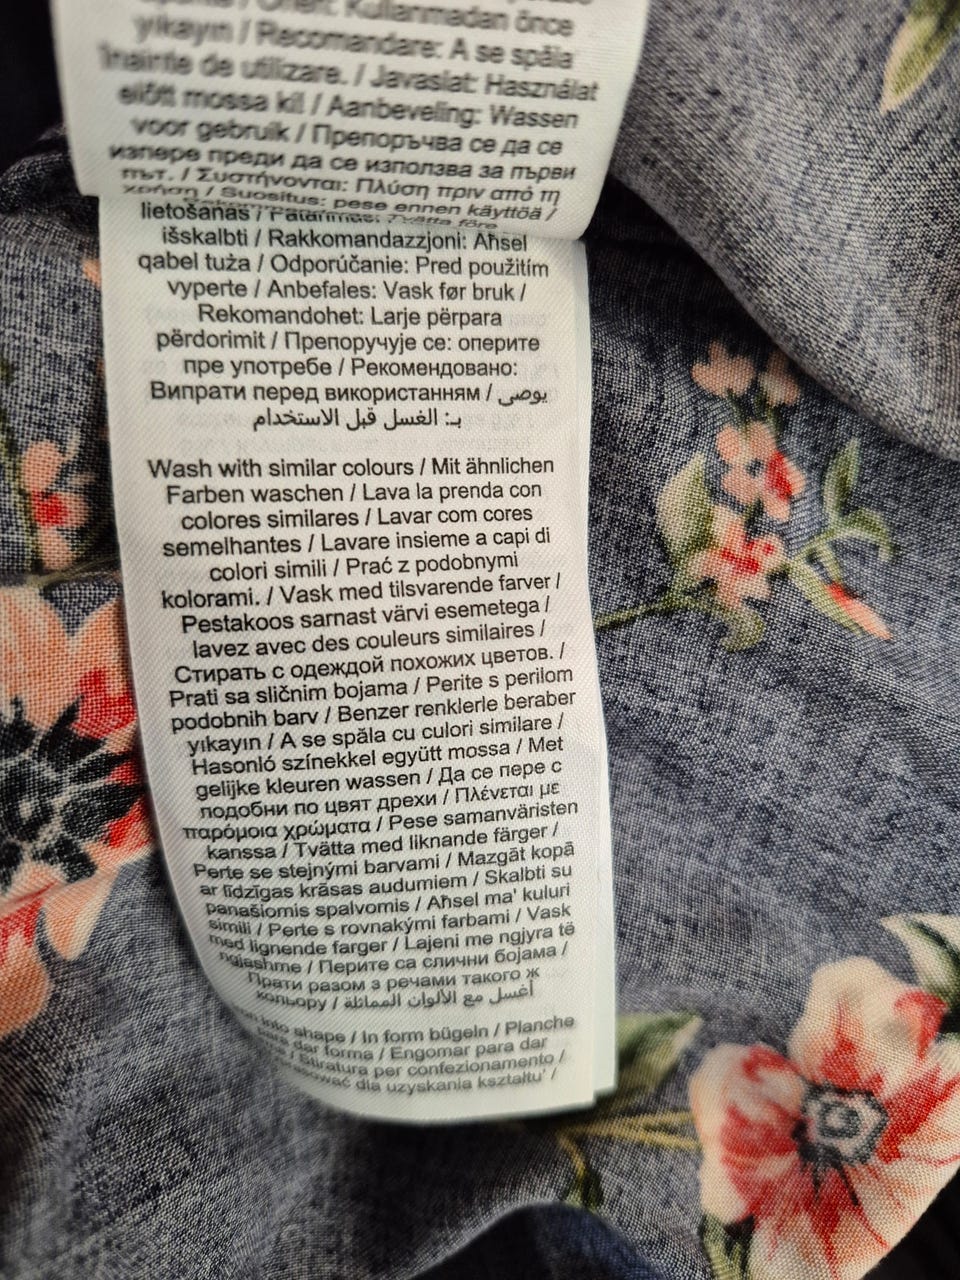 Öneri: Kullanmadan önce
yıkayın / Recomandare: A se spăla
înainte de utilizare. / Javaslat: Használat
előtt mossa ki! / Aanbeveling: Wassen
voor gebruik / Препоръчва се да се
изпере преди да се използва за първи
път. / Συστήνονται: Πλύση πριν από τη
χρήση / Suositus: pese ennen käyttöä /
lietošanas / Patarimas:
išskalbti / Rakkomandazzjoni: Aħsel
qabel tuża / Odporúčanie: Pred použitím
vyperte / Anbefales: Vask før bruk /
Rekomandohet: Larje përpara
përdorimit / Препоручује се: оперите
пре употребе / Рекомендовано:
Випрати перед використанням / يوصى
بـ: الغسل قبل الاستخدام
Wash with similar colours / Mit ähnlichen
Farben waschen / Lava la prenda con
colores similares / Lavar com cores
semelhantes / Lavare insieme a capi di
colori simili / Prać z podobnymi
kolorami. / Vask med tilsvarende farver /
Pestakoos sarnast värvi esemetega /
lavez avec des couleurs similaires /
Стирать с одеждой похожих цветов. /
Prati sa sličnim bojama / Perite s perilom
podobnih barv / Benzer renklerle beraber
yıkayın / A se spăla cu culori similare /
Hasonló színekkel együtt mossa / Met
gelijke kleuren wassen / Да се пере с
подобни по цвят дрехи / Πλένεται με
παρόμοια χρώματα / Pese samanväristen
kanssa / Tvätta med liknande färger /
Perte se stejnými barvami / Mazgāt kopā
ar līdzīgas krāsas audumiem / Skalbti su
panašiomis spalvomis / Aħsel ma' kuluri
simili / Perte s rovnakými farbami / Vask
med lignende farger / Lajeni me ngjyra të
ngjashme / Перите са слични бојама /
Прати разом з речами такого ж
кольору / أغسل مع الألوان المماثلة
into shape / In form bügeln / Planche
para dar forma / Engomar para dar
/ Stiratura per confezionamento /
dla uzyskania kształtu' /